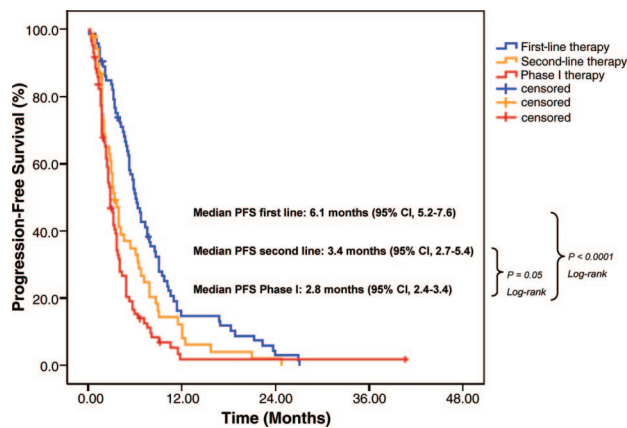 100.0
80.0
60.0
40.0
20.0
0.0
Progression-Free Survival (%)
0.00 12.00 24.00 36.00 48.00
Time (Months)
First-line therapy
Second-line therapy
Phase I therapy
censored
censored
censored
Median PFS first line: 6.1 months (95% CI, 5.2-7.6)
Median PFS second line: 3.4 months (95% CI, 2.7-5.4)
Median PFS Phase I: 2.8 months (95% CI, 2.4-3.4)
P = 0.05
Log-rank
P < 0.0001
Log-rank